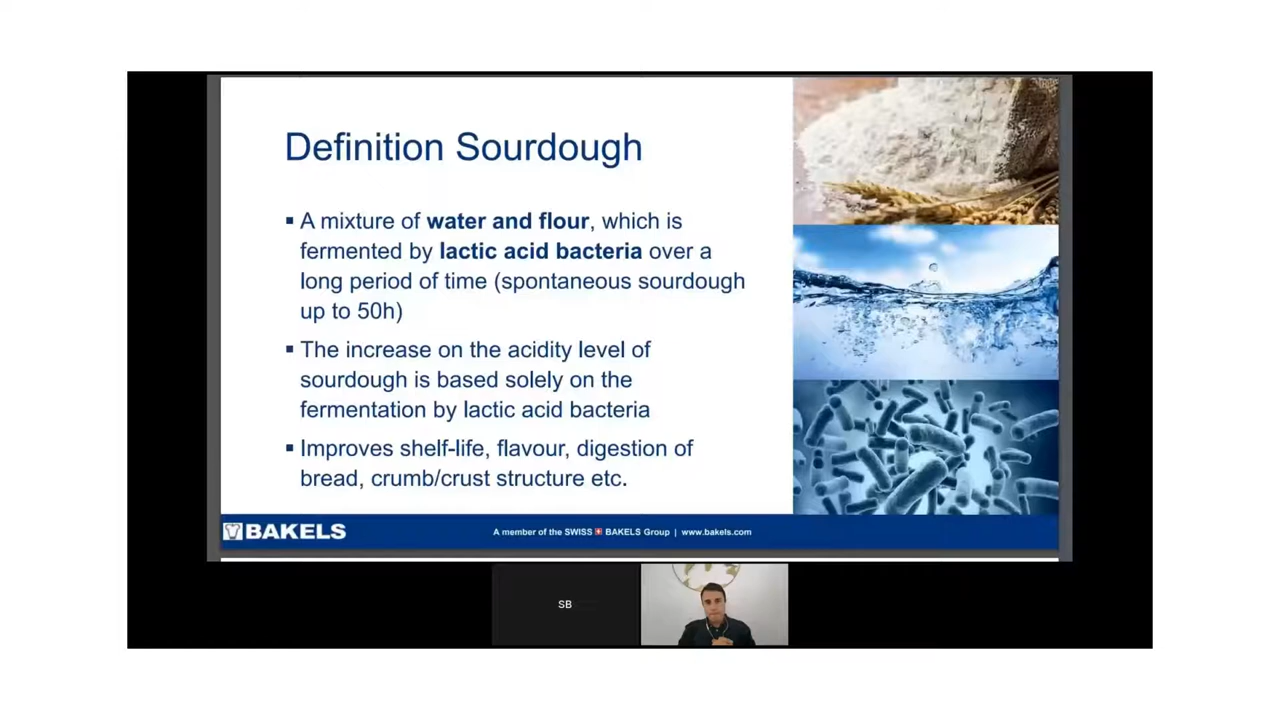 Definition Sourdough
▪ A mixture of water and flour, which is
fermented by lactic acid bacteria over a
long period of time (spontaneous sourdough
up to 50h)
▪ The increase on the acidity level of
sourdough is based solely on the
fermentation by lactic acid bacteria
▪ Improves shelf-life, flavour, digestion of
bread, crumb/crust structure etc.
BAKELS
A member of the SWISS BAKELS Group | www.bakels.com
SB